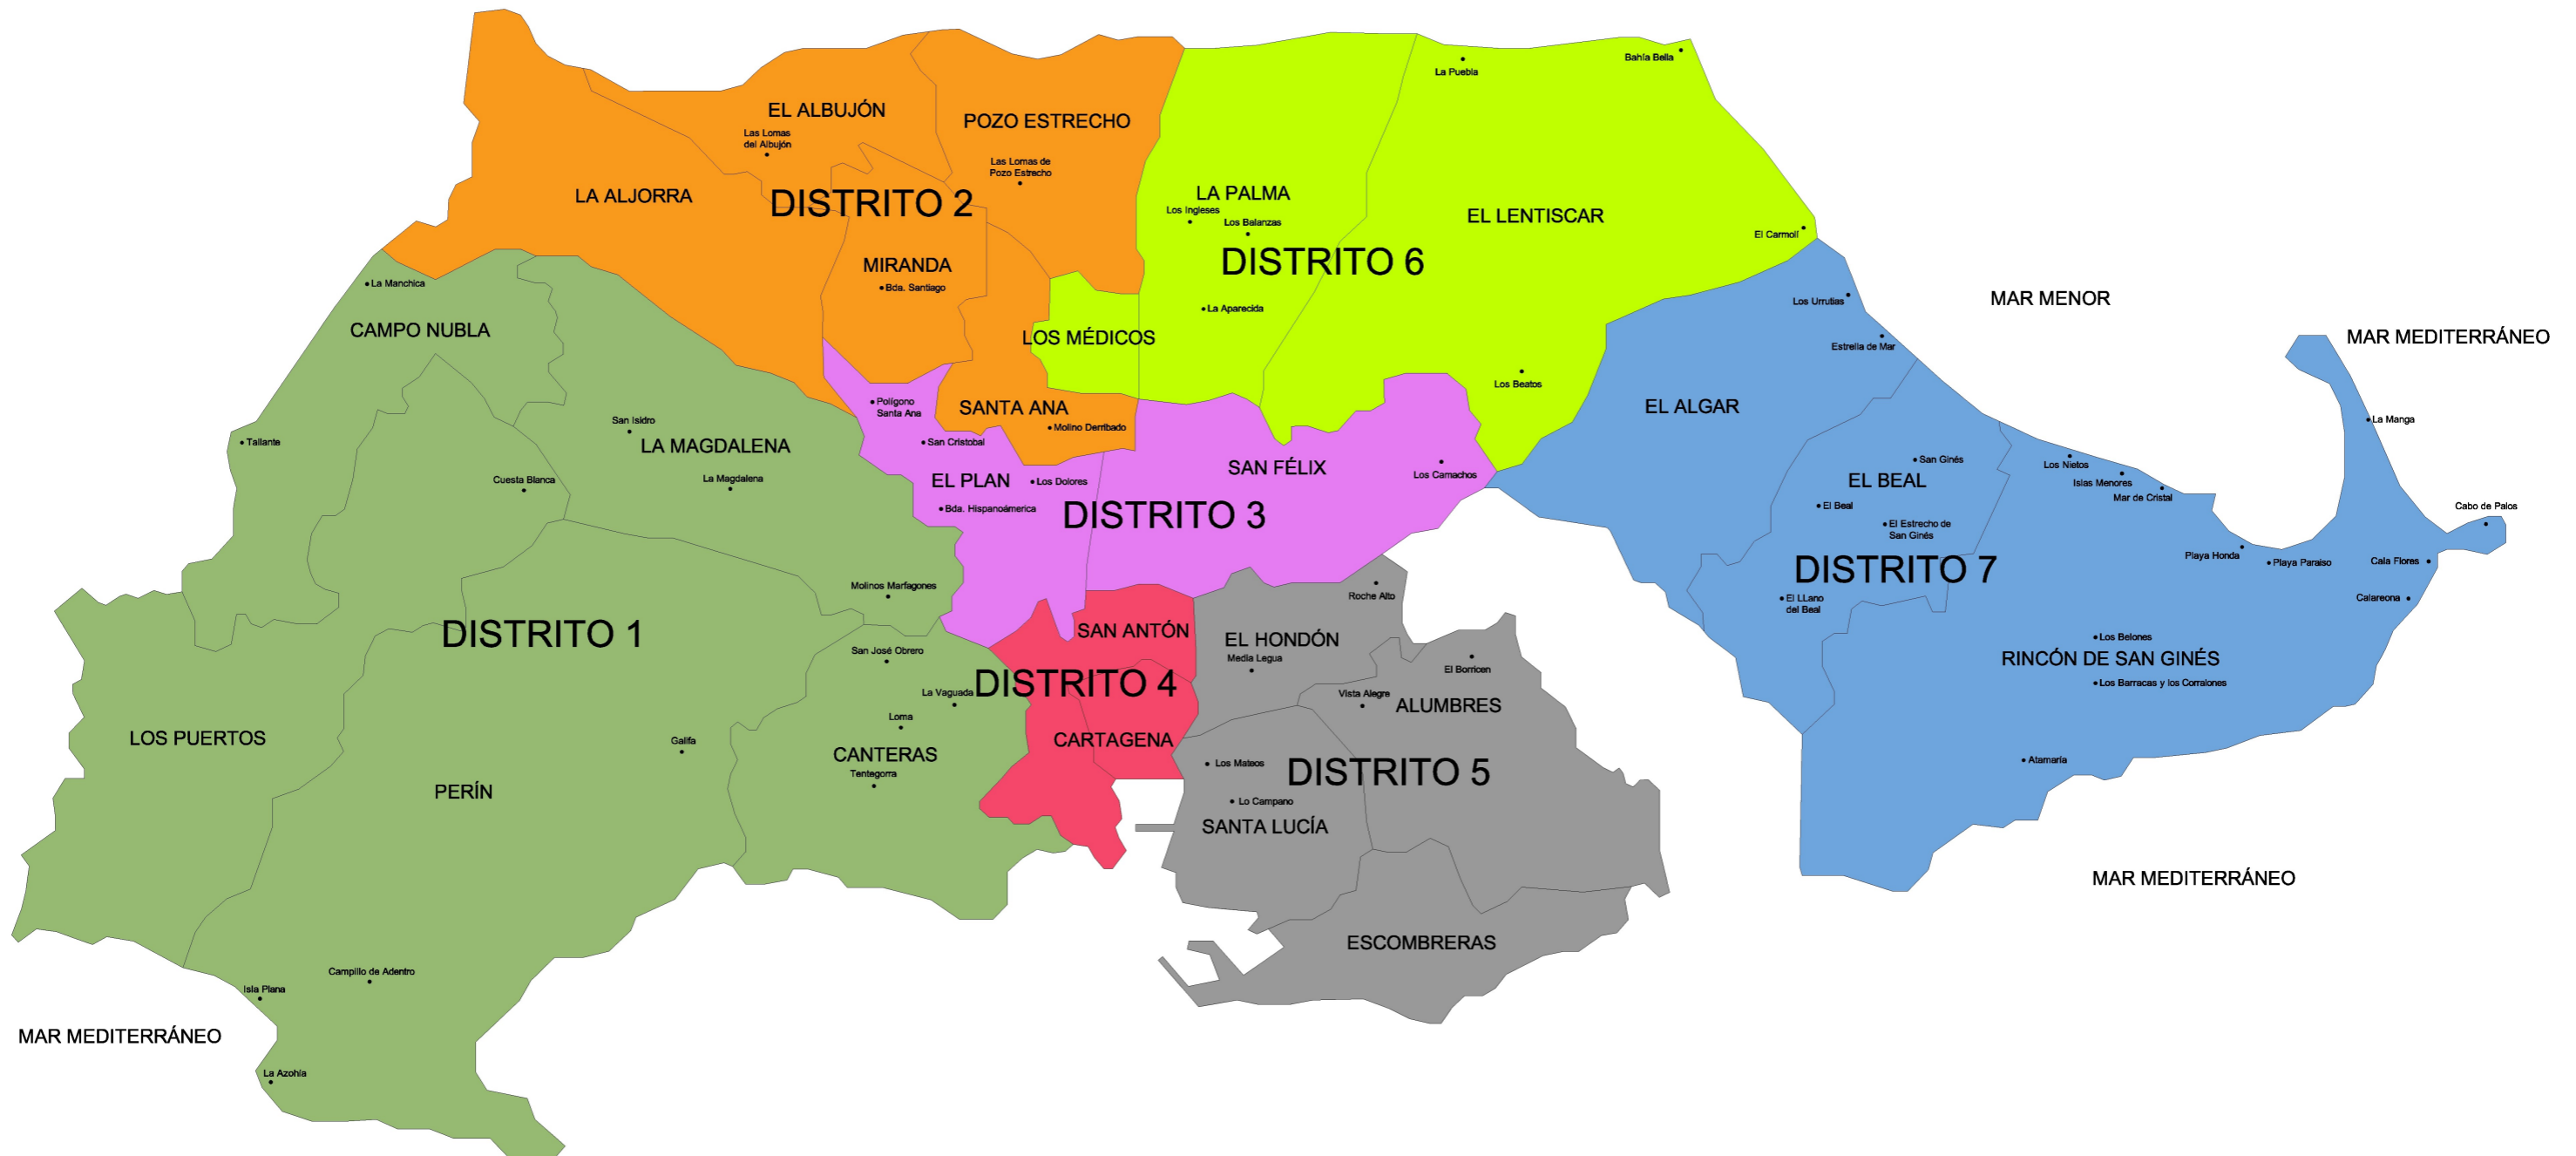 La Puebla
Bahía Bella
EL ALBUJÓN
POZO ESTRECHO
Las Lomas
del Albujón
Las Lomas de
Pozo Estrecho
LA ALJORRA
DISTRITO 2
LA PALMA
Los Ingleses
Los Balanzas
EL LENTISCAR
El Carmolí
DISTRITO 6
MIRANDA
Bda. Santiago
La Manchica
CAMPO NUBLA
LOS MÉDICOS
La Aparecida
Los Urrutias
MAR MENOR
Estrella de Mar
MAR MEDITERRÁNEO
Los Beatos
Polígono
Santa Ana
SANTA ANA
Molino Derribado
EL ALGAR
La Manga
San Isidro
LA MAGDALENA
Tallante
San Cristobal
Cuesta Blanca
La Magdalena
EL PLAN
Los Dolores
Bda. Hispanoámerica
SAN FÉLIX
Los Camachos
DISTRITO 3
San Ginés
EL BEAL
El Beal
El Estrecho de
San Ginés
Los Nietos
Islas Menores
Mar de Cristal
Cabo de Palos
Playa Honda
Playa Paraiso
Cala Flores
DISTRITO 7
Calareona
El LLano
del Beal
Molinos Marfagones
Roche Alto
DISTRITO 1
SAN ANTÓN
EL HONDÓN
Media Legua
San José Obrero
El Borricen
Los Belones
RINCÓN DE SAN GINÉS
Los Barracas y los Corralones
La Vaguada
DISTRITO 4
Vista Alegre
ALUMBRES
Loma
LOS PUERTOS
Galifa
CANTERAS
Tentegorra
CARTAGENA
Los Mateos
DISTRITO 5
Atamaría
PERÍN
Lo Campano
SANTA LUCÍA
MAR MEDITERRÁNEO
ESCOMBRERAS
Campillo de Adentro
Isla Plana
MAR MEDITERRÁNEO
La Azohía